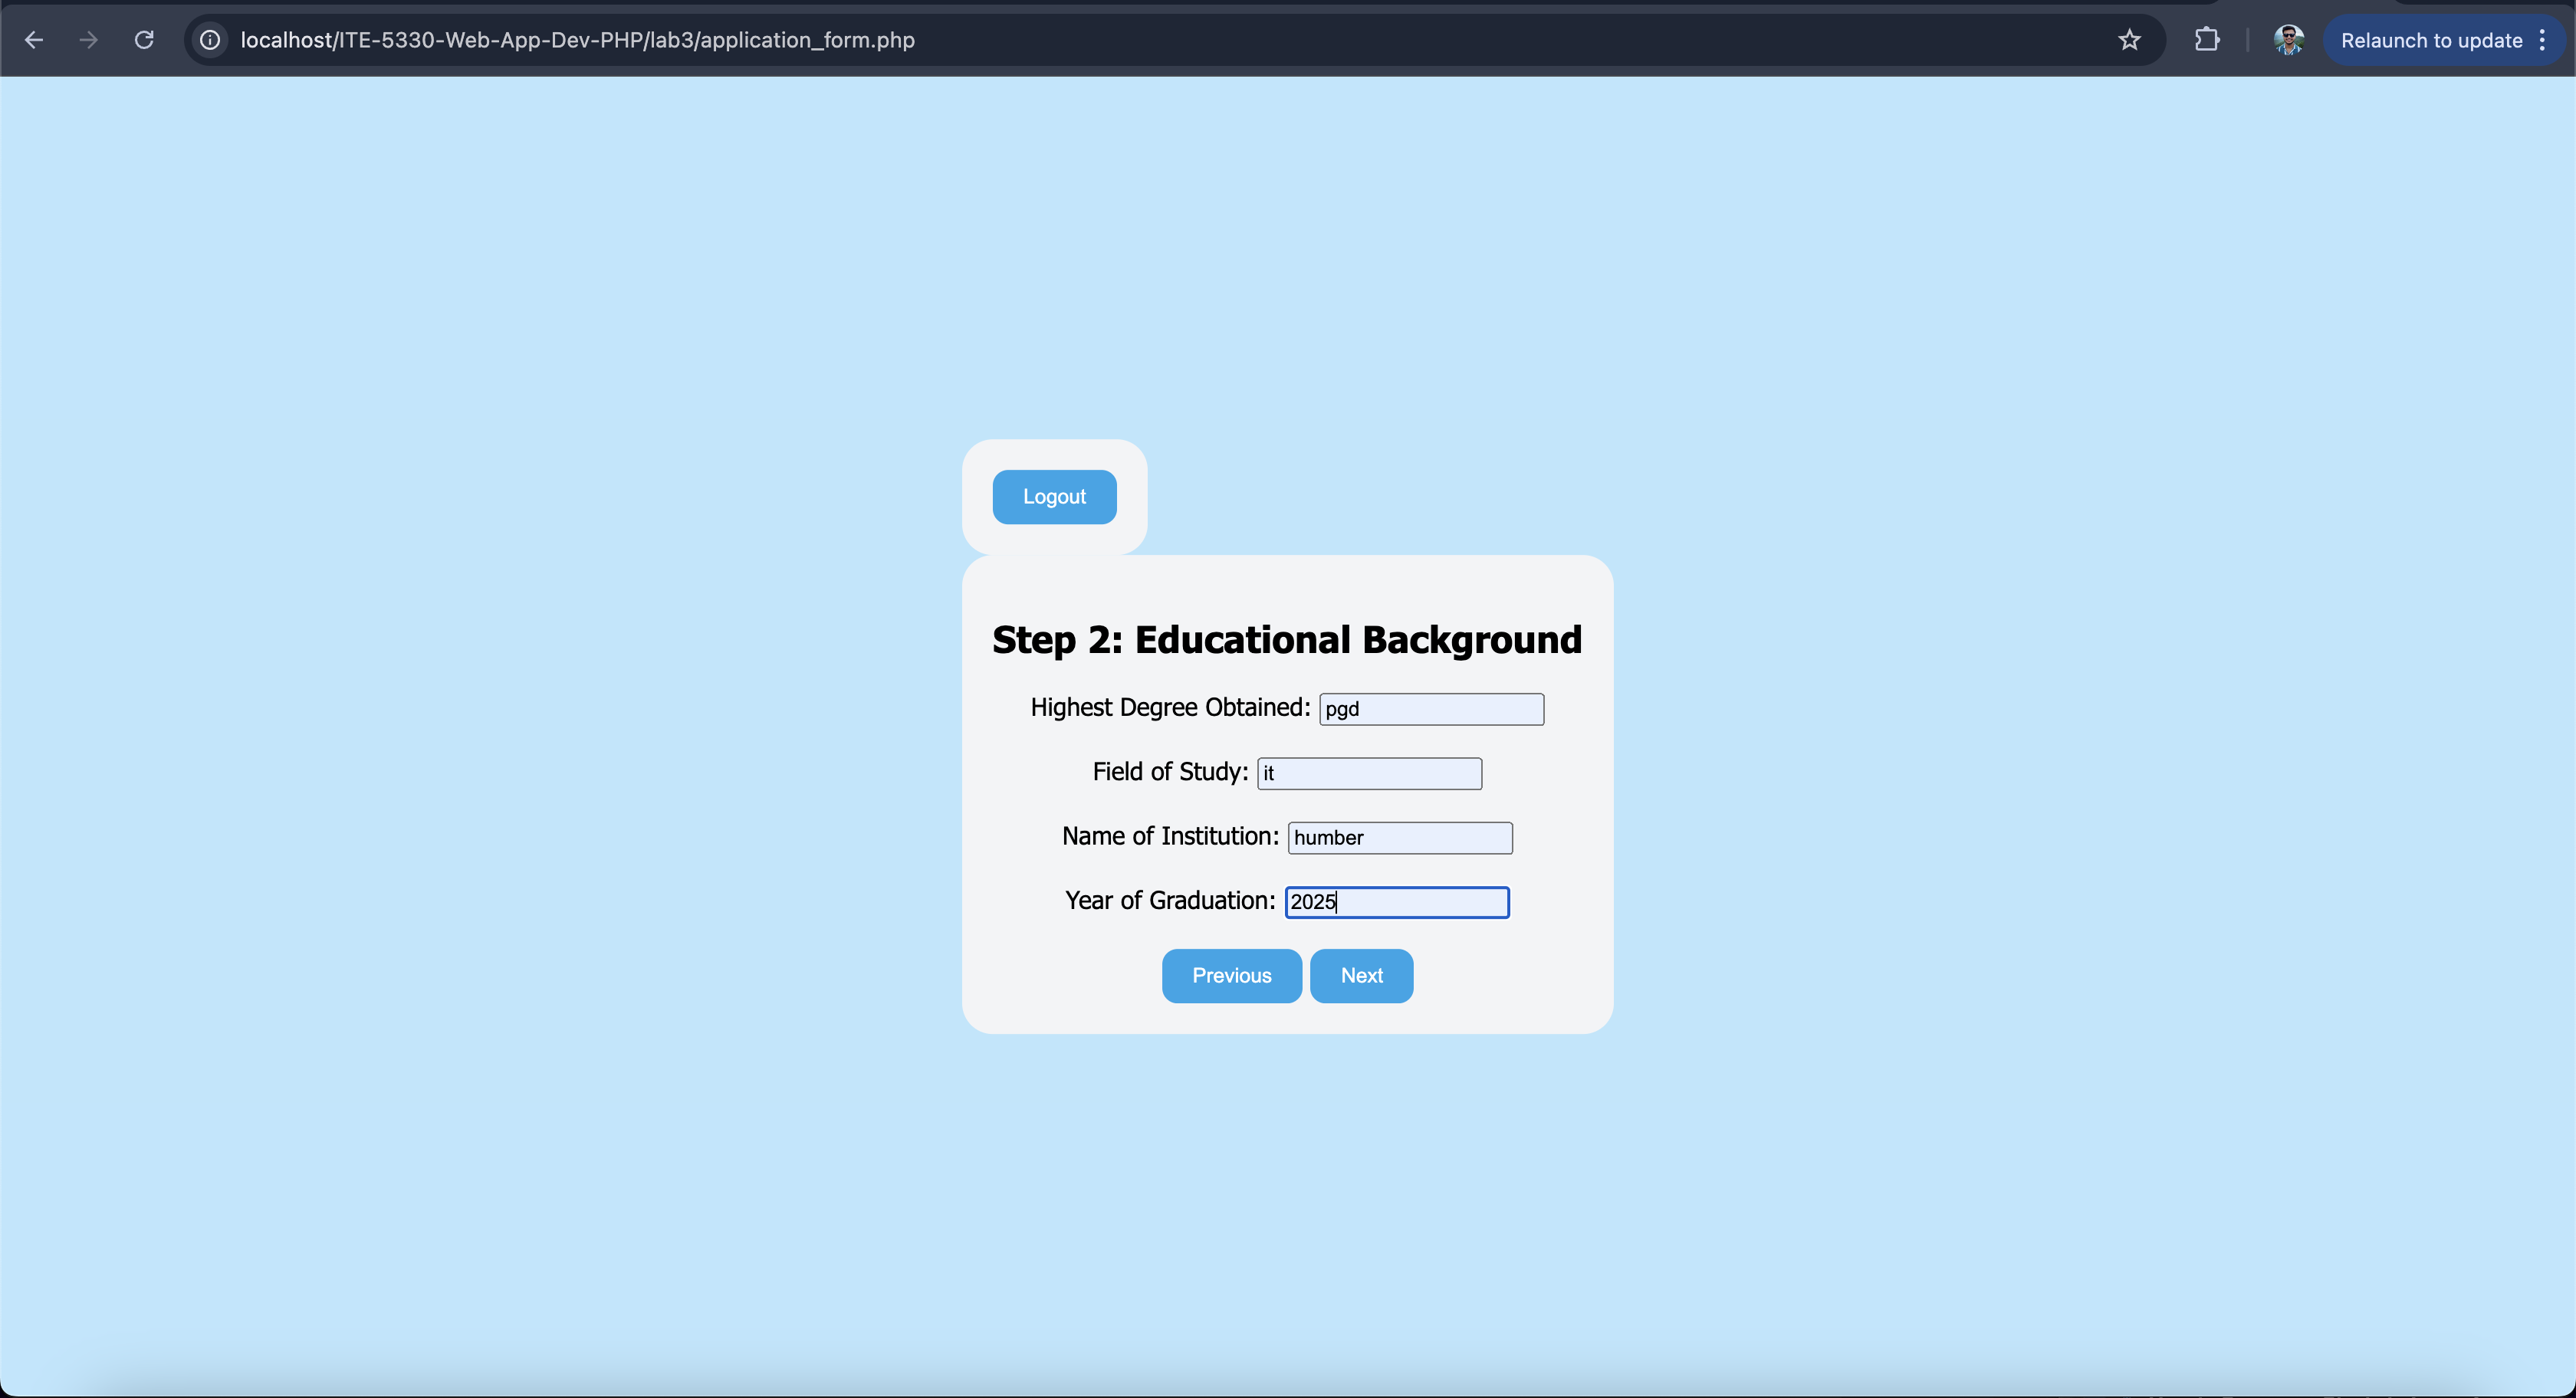 localhost/ITE-5330-Web-App-Dev-PHP/lab3/application_form.php
Relaunch to update
Logout
Step 2: Educational Background
Highest Degree Obtained: pgd
Field of Study: it
Name of Institution: humber
Year of Graduation: 2025
Previous Next